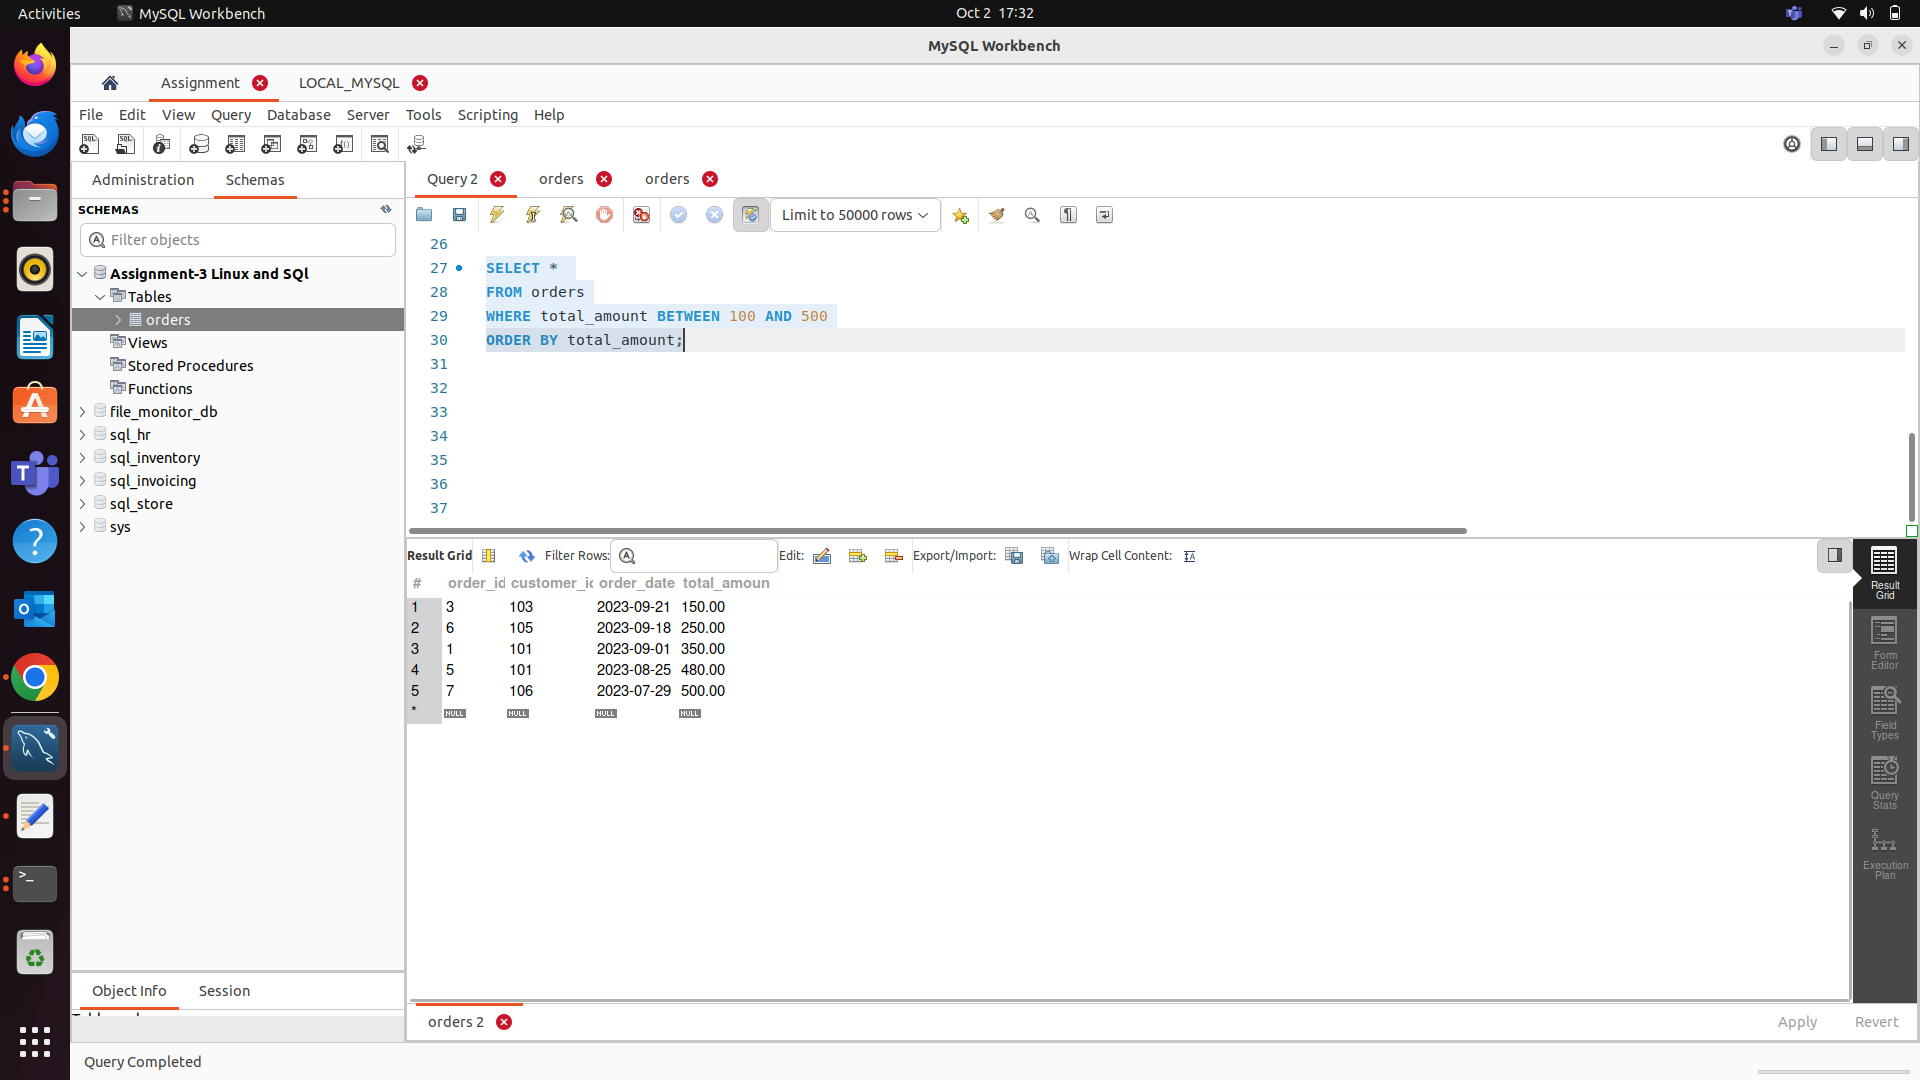 Activities MySQL Workbench Oct 2 17:32
MySQL Workbench
Assignment LOCAL_MYSQL
File Edit View Query Database Server Tools Scripting Help
Administration Schemas
SCHEMAS
Filter objects
Assignment-3 Linux and SQl
Tables
orders
Views
Stored Procedures
Functions
file_monitor_db
sql_hr
sql_inventory
sql_invoicing
sql_store
sys
Object Info Session
Query 2 orders orders
Limit to 50000 rows
26
27 SELECT *
28 FROM orders
29 WHERE total_amount BETWEEN 100 AND 500
30 ORDER BY total_amount;
31
32
33
34
35
36
37
Result Grid Filter Rows: Edit: Export/Import: Wrap Cell Content:
# order_id customer_id order_date total_amoun
1 3 103 2023-09-21 150.00
2 6 105 2023-09-18 250.00
3 1 101 2023-09-01 350.00
4 5 101 2023-08-25 480.00
5 7 106 2023-07-29 500.00
* NULL NULL NULL NULL
Result
Grid
Form
Editor
Field
Types
Query
Stats
Execution
Plan
orders 2 Apply Revert
Query Completed